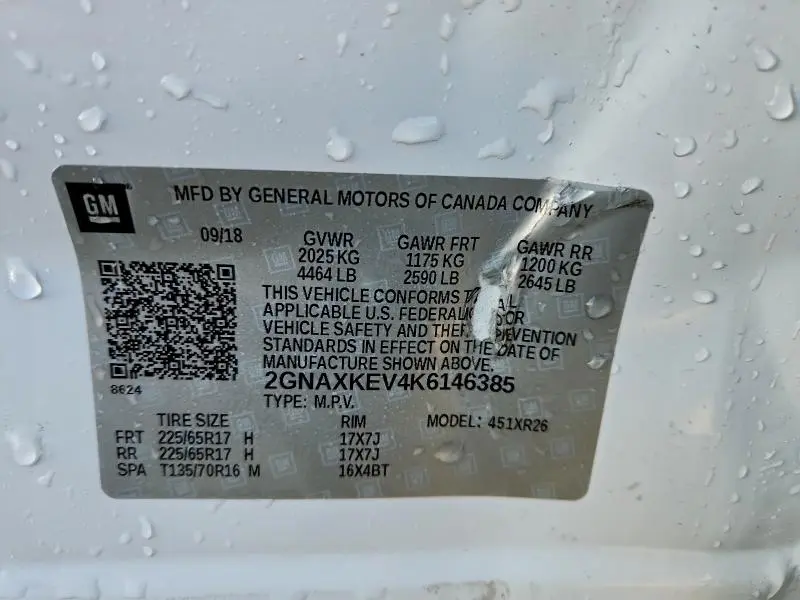 GM
MFD BY GENERAL MOTORS OF CANADA COMPANY
09/18
GVWR GAWR FRT GAWR RR
2025 KG 1175 KG 1200 KG
4464 LB 2590 LB 2645 LB
THIS VEHICLE CONFORMS
APPLICABLE U.S. FEDERAL
VEHICLE SAFETY AND PREVENTION
STANDARDS IN EFFECT ON THE DATE OF
MANUFACTURE SHOWN ABOVE.
2GNAXKEV4K6146385
8624
TYPE: M.P.V.
TIRE SIZE RIM MODEL: 451XR26
FRT 225/65R17 H 17X7J
RR 225/65R17 H 17X7J
SPA T135/70R16 M 16X4BT